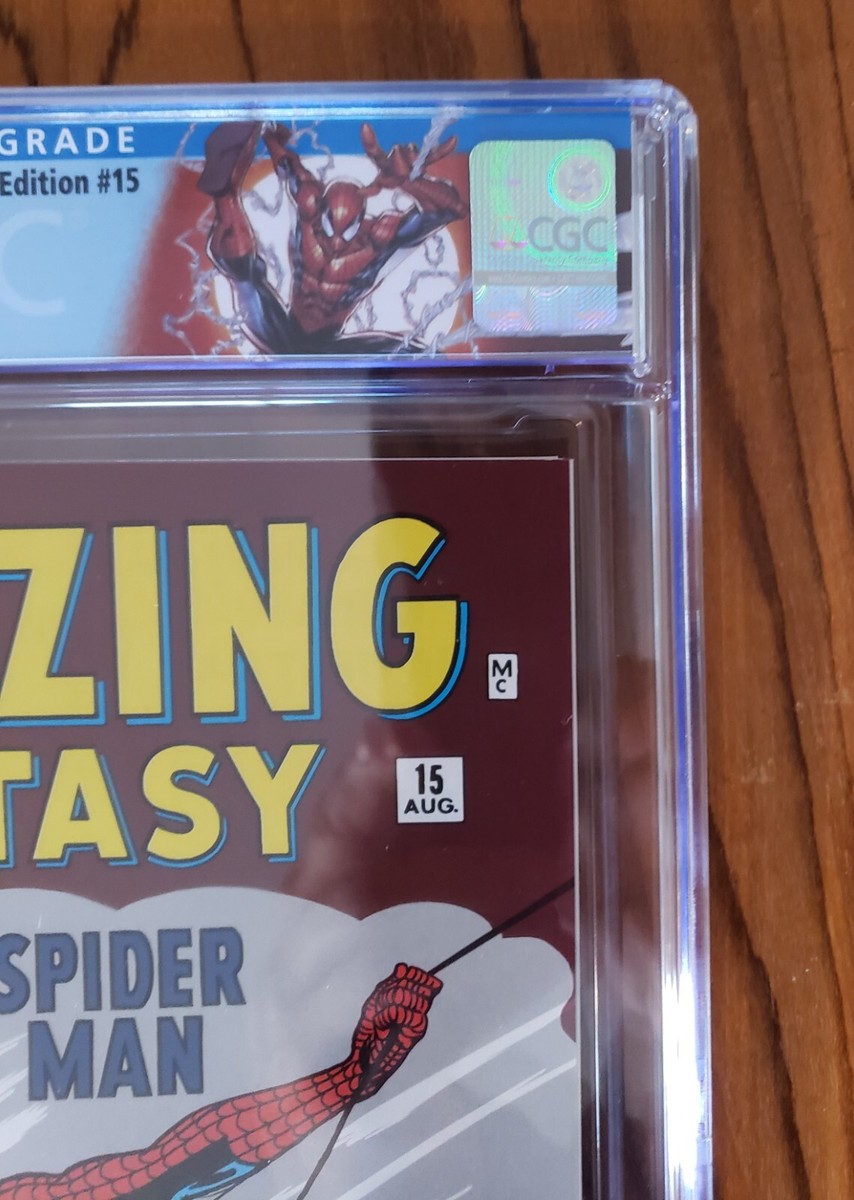 GRADE
Edition #15
C
CGC
ZING
M
C
TASY
15
AUG.
SPIDER
MAN